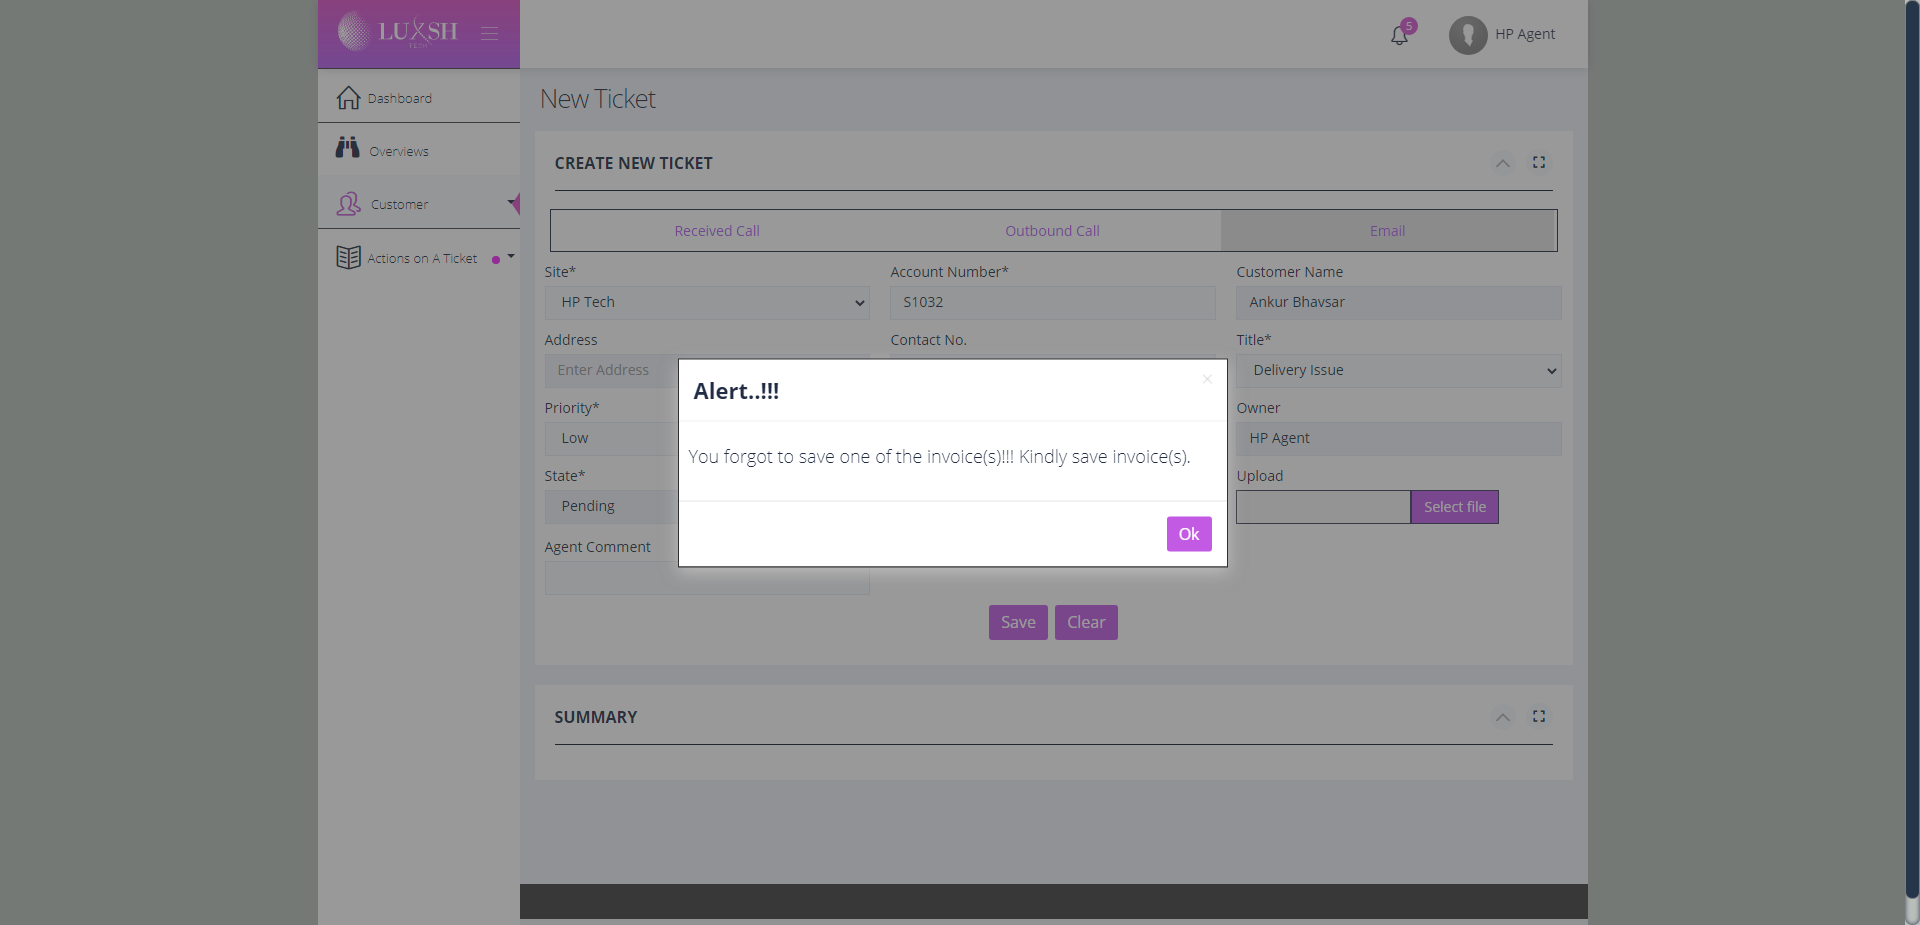 LUXSH
5
HP Agent
Dashboard
Overviews
Customer
Actions on A Ticket
New Ticket
CREATE NEW TICKET
Received Call
Outbound Call
Email
Site*
Account Number*
Customer Name
HP Tech
S1032
Ankur Bhavsar
Address
Contact No.
Title*
Enter Address
Delivery Issue
Priority*
Owner
Low
HP Agent
State*
Upload
Pending
Select file
Agent Comment
Alert..!!!
×
You forgot to save one of the invoice(s)!!! Kindly save invoice(s).
Ok
Save
Clear
SUMMARY